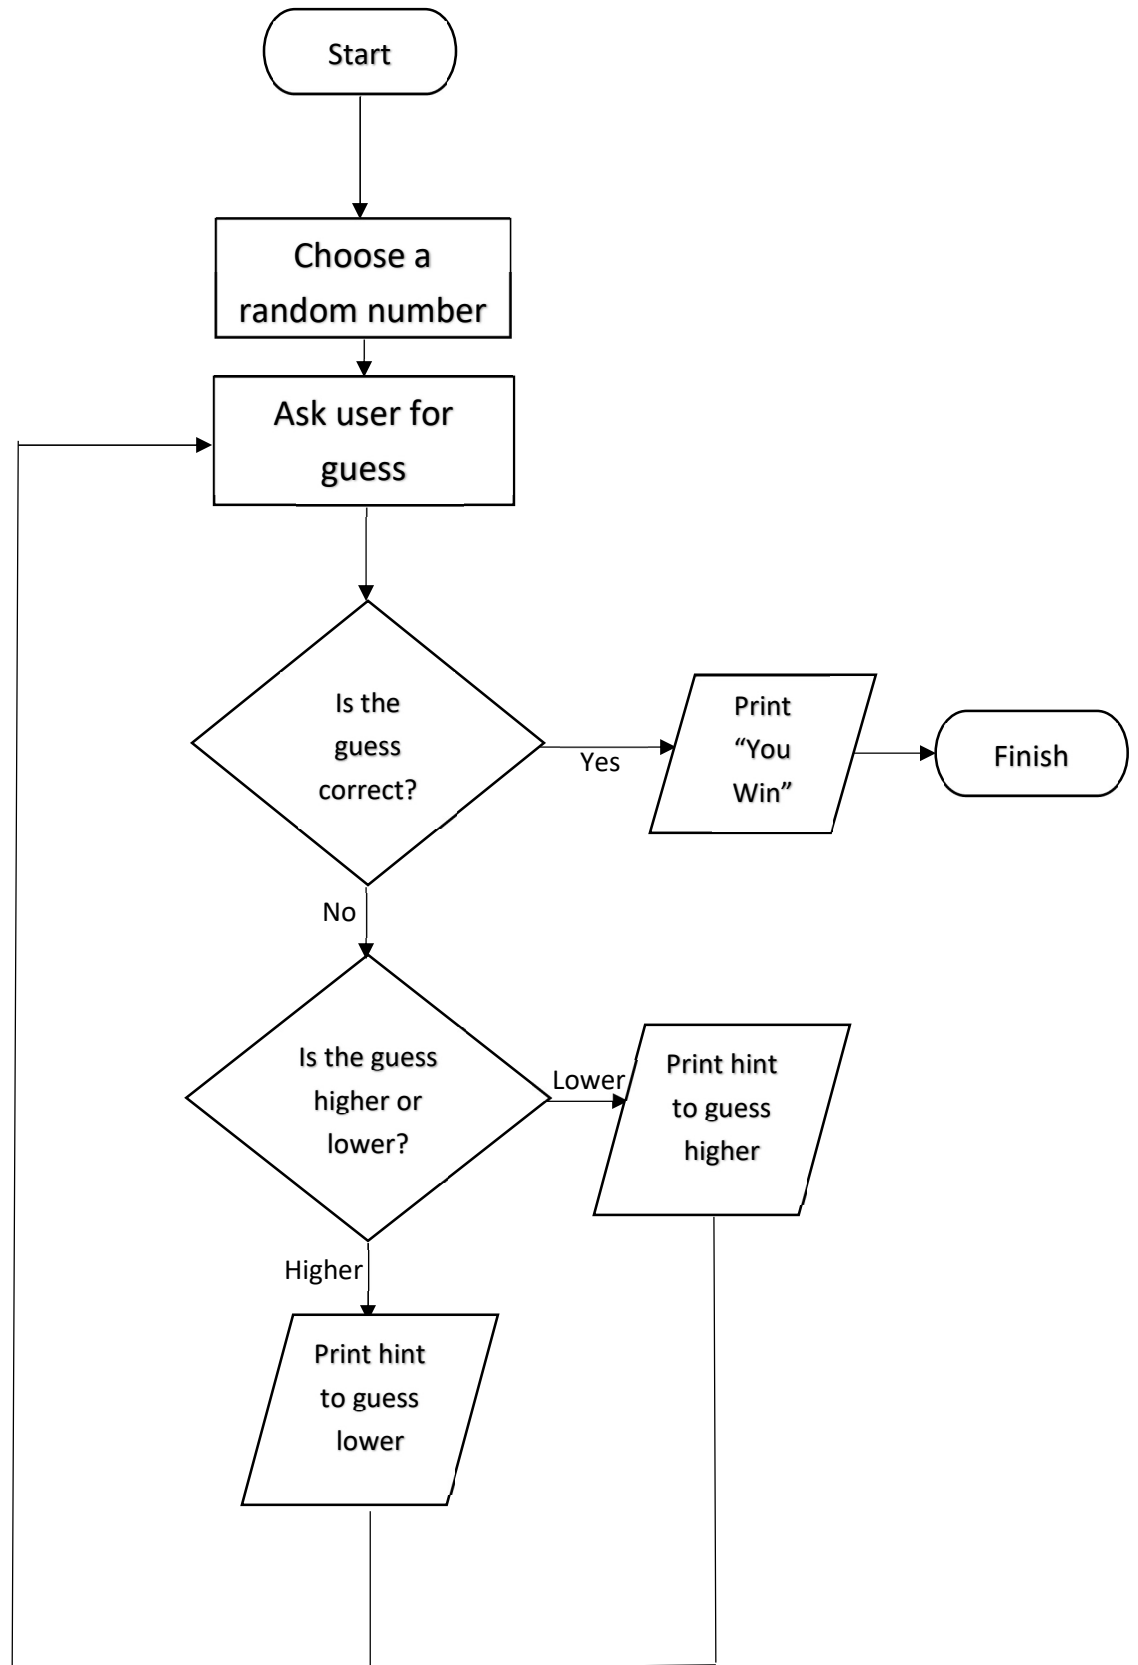 Start
Choose a
random number
Ask user for
guess
Is the
guess
correct?
Yes
Print
“You
Win”
Finish
No
Is the guess
higher or
lower?
Lower
Print hint
to guess
higher
Higher
Print hint
to guess
lower